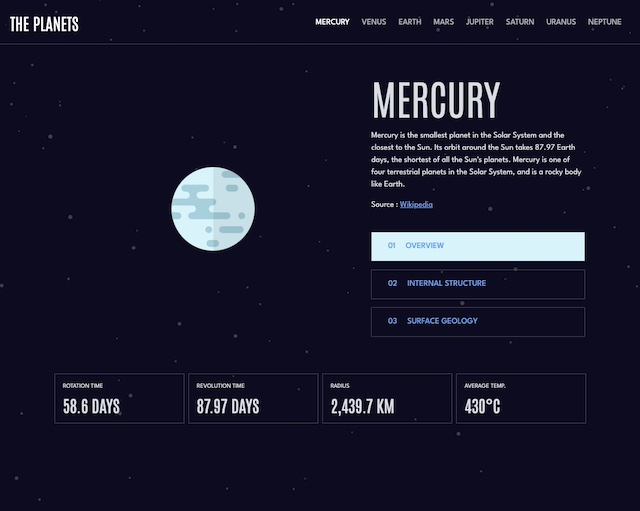 THE PLANETS
MERCURY VENUS EARTH MARS JUPITER SATURN URANUS NEPTUNE
MERCURY
Mercury is the smallest planet in the Solar System and the
closest to the Sun. Its orbit around the Sun takes 87.97 Earth
days, the shortest of all the Sun's planets. Mercury is one of
four terrestrial planets in the Solar System, and is a rocky body
like Earth.
Source : Wikipedia
01 OVERVIEW
02 INTERNAL STRUCTURE
03 SURFACE GEOLOGY
ROTATION TIME
58.6 DAYS
REVOLUTION TIME
87.97 DAYS
RADIUS
2,439.7 KM
AVERAGE TEMP.
430°C